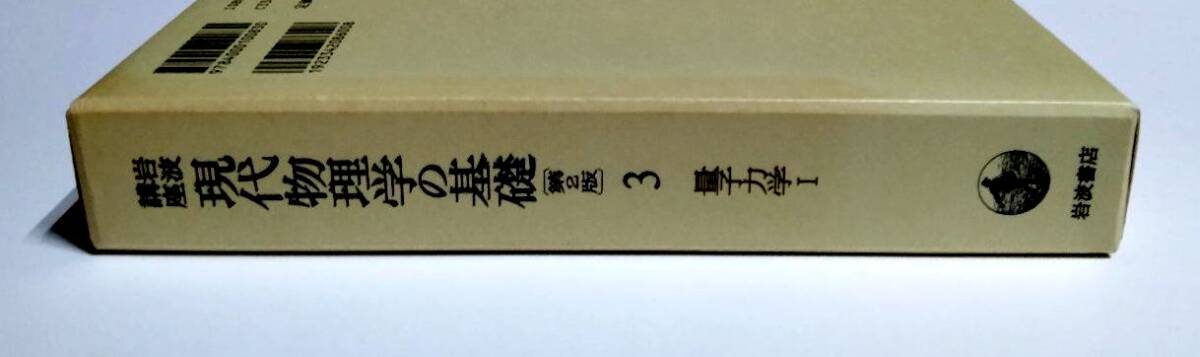 岩波
講座
現代物理学の基礎
〔第2版〕
3
量子力学 I
岩波書店